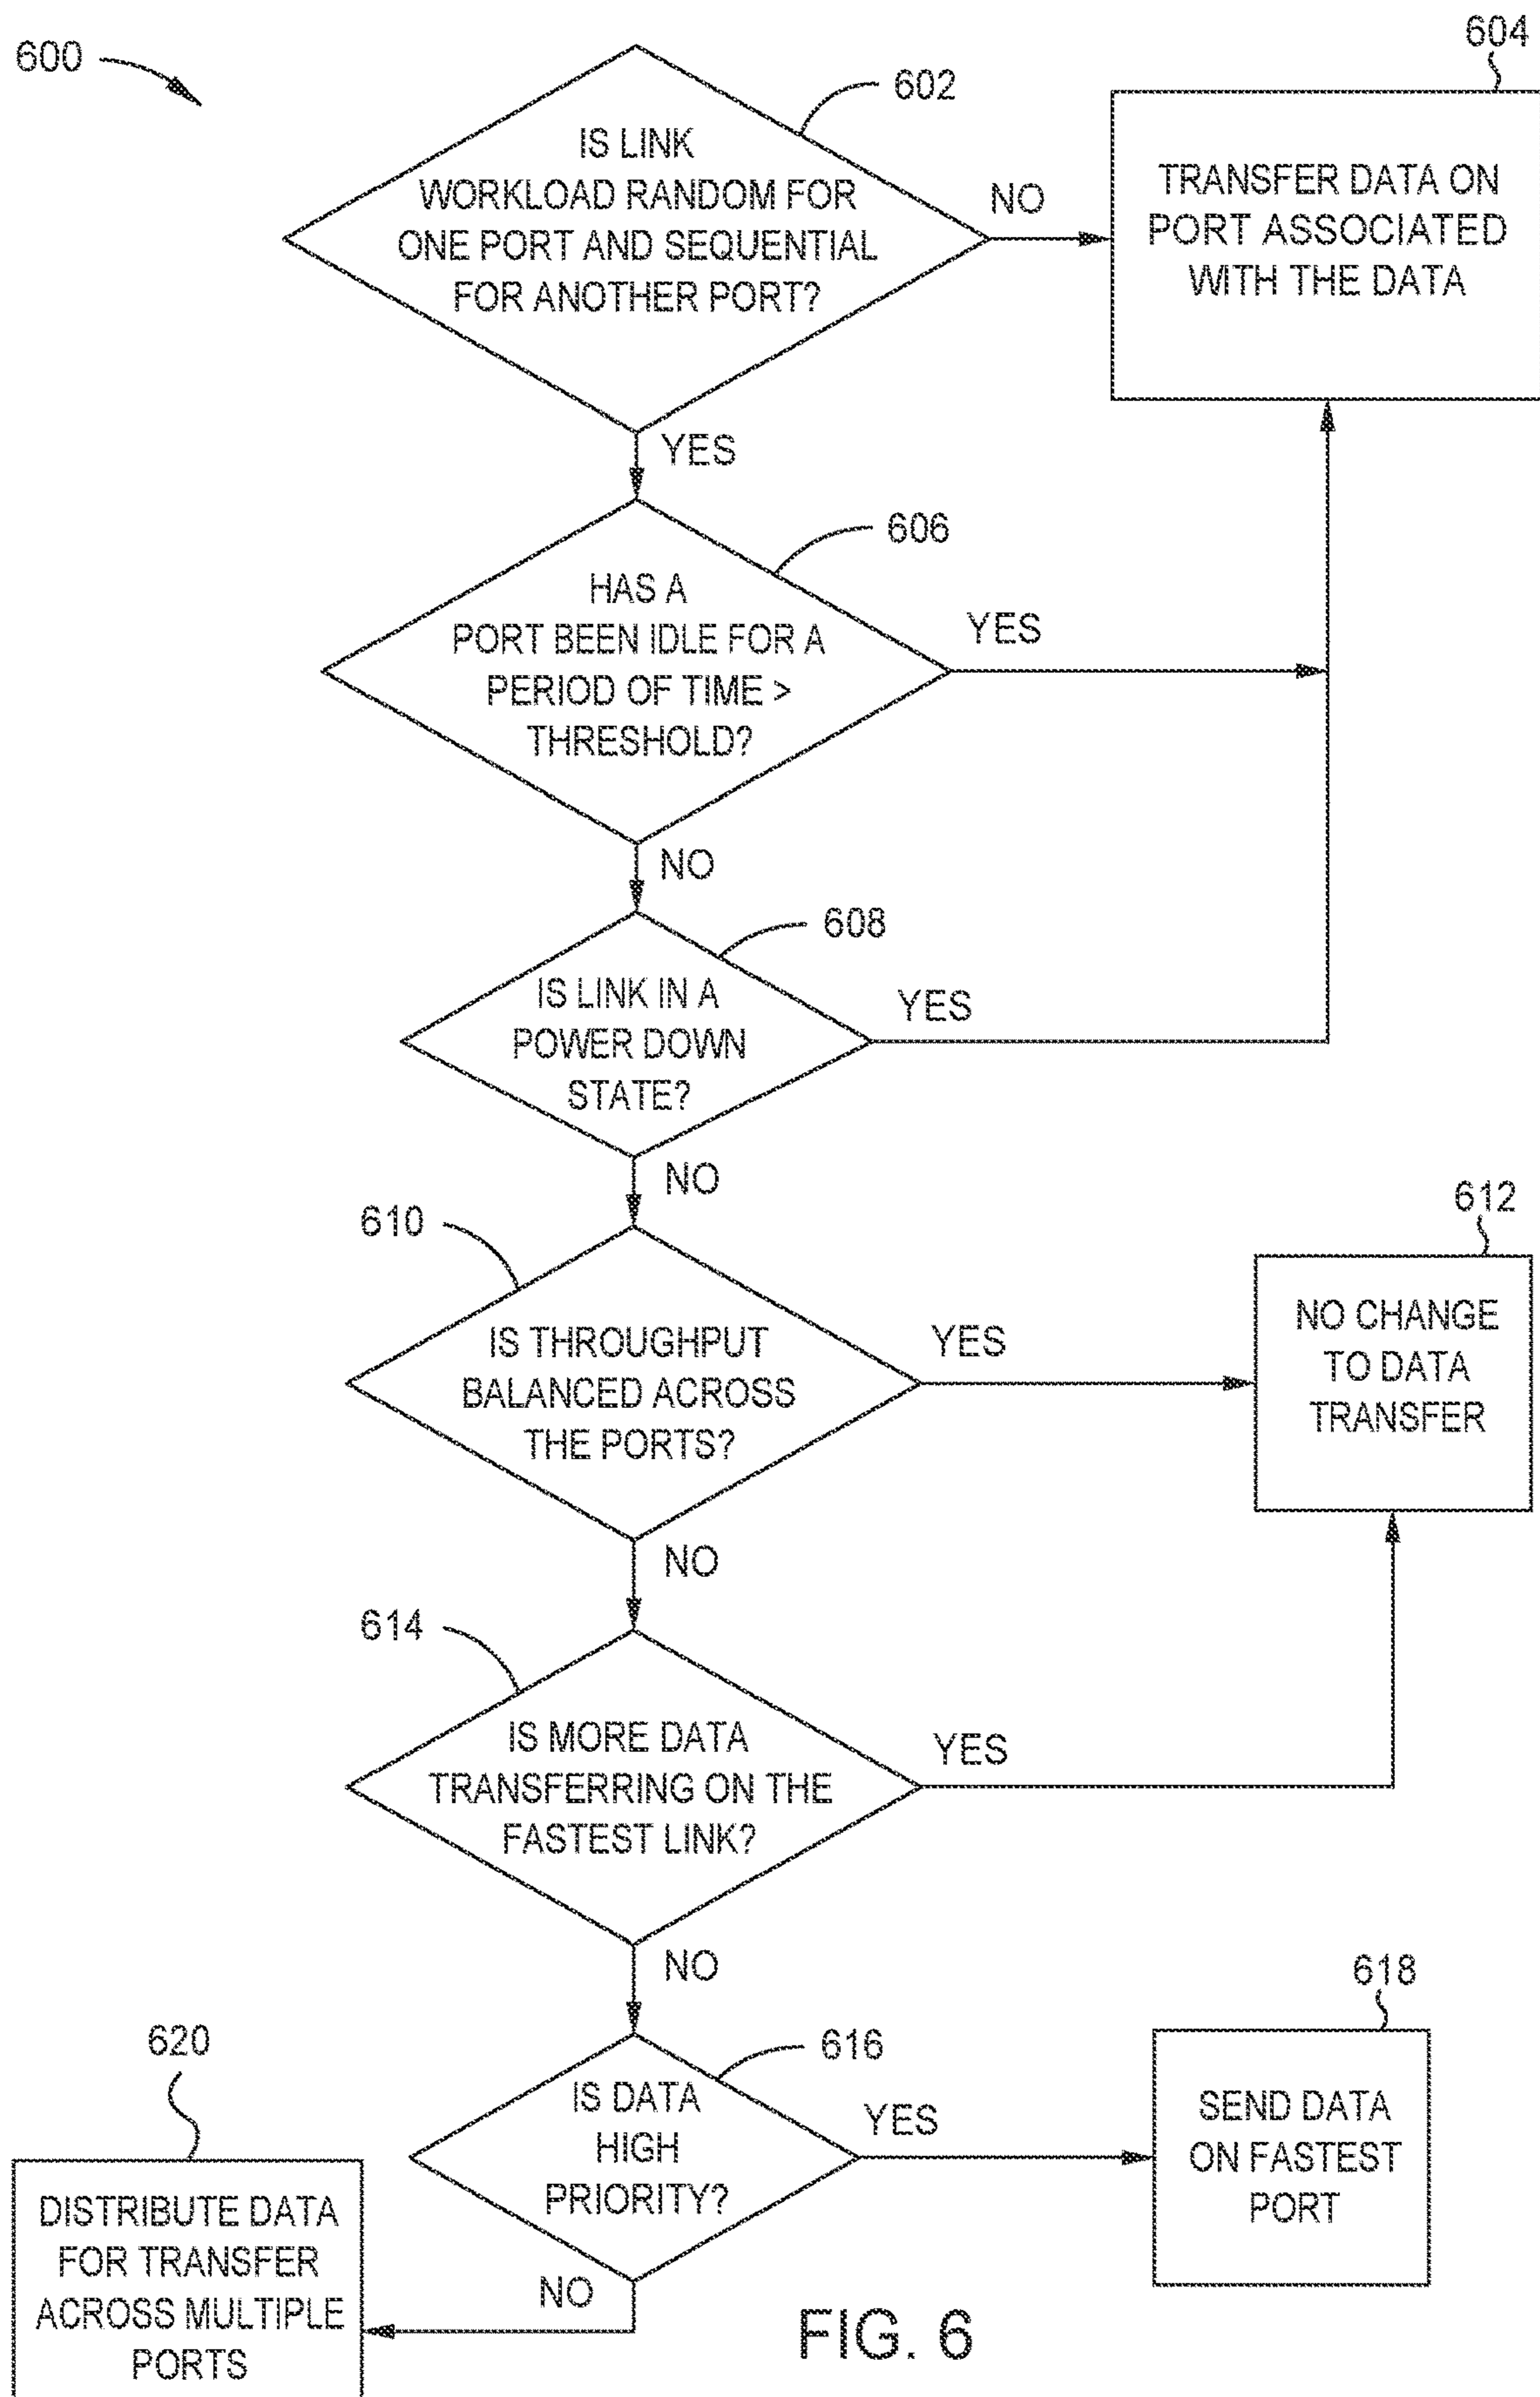 600
602
IS LINK
WORKLOAD RANDOM FOR
ONE PORT AND SEQUENTIAL
FOR ANOTHER PORT?
NO
604
TRANSFER DATA ON
PORT ASSOCIATED
WITH THE DATA
YES
606
HAS A
PORT BEEN IDLE FOR A
PERIOD OF TIME >
THRESHOLD?
YES
NO
608
IS LINK IN A
POWER DOWN
STATE?
YES
NO
610
IS THROUGHPUT
BALANCED ACROSS
THE PORTS?
YES
612
NO CHANGE
TO DATA
TRANSFER
NO
614
IS MORE DATA
TRANSFERRING ON THE
FASTEST LINK?
YES
NO
616
IS DATA
HIGH
PRIORITY?
YES
618
SEND DATA
ON FASTEST
PORT
NO
620
DISTRIBUTE DATA
FOR TRANSFER
ACROSS MULTIPLE
PORTS
FIG. 6